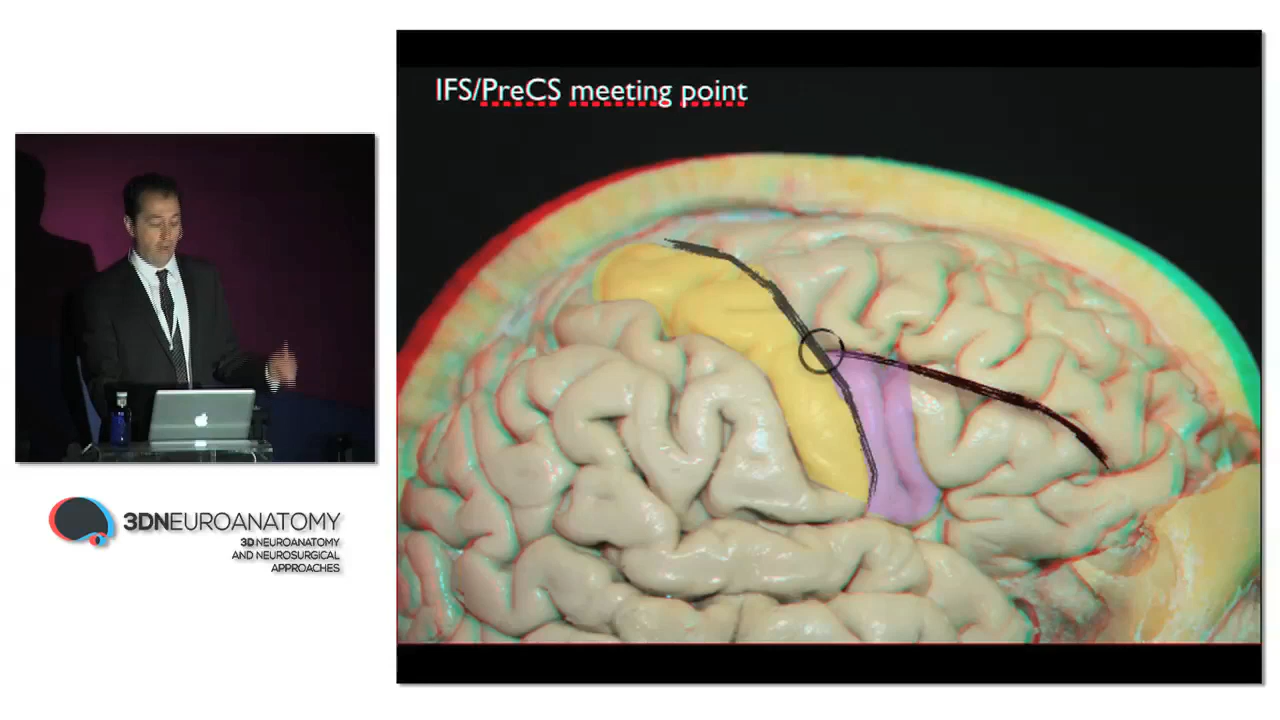 IFS/PreCS meeting point
3DNEUROANATOMY
3D NEUROANATOMY
AND NEUROSURGICAL
APPROACHES